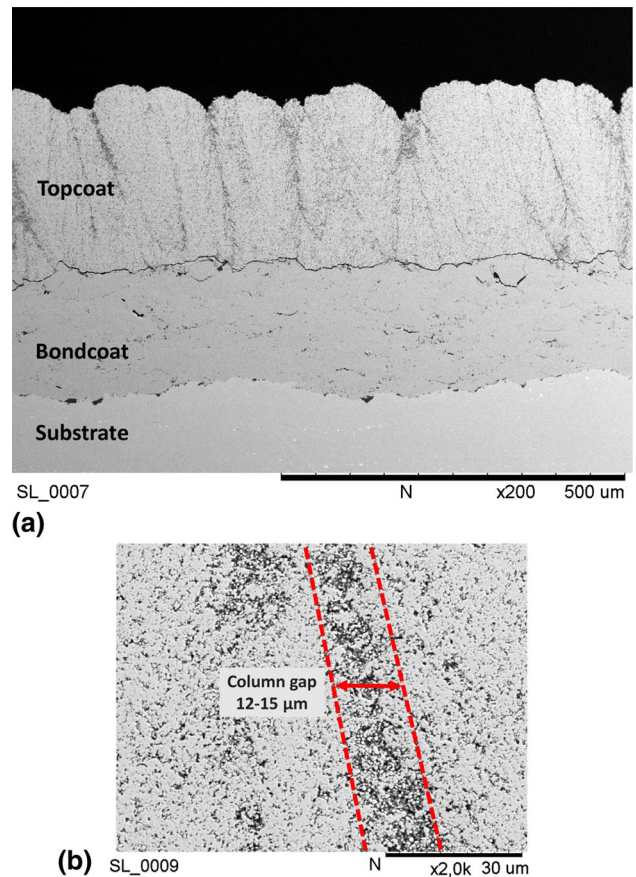 Topcoat
Bondcoat
Substrate
SL_0007 N x200 500 um
(a)
Column gap
12-15 µm
(b) SL_0009 N x2,0k 30 um